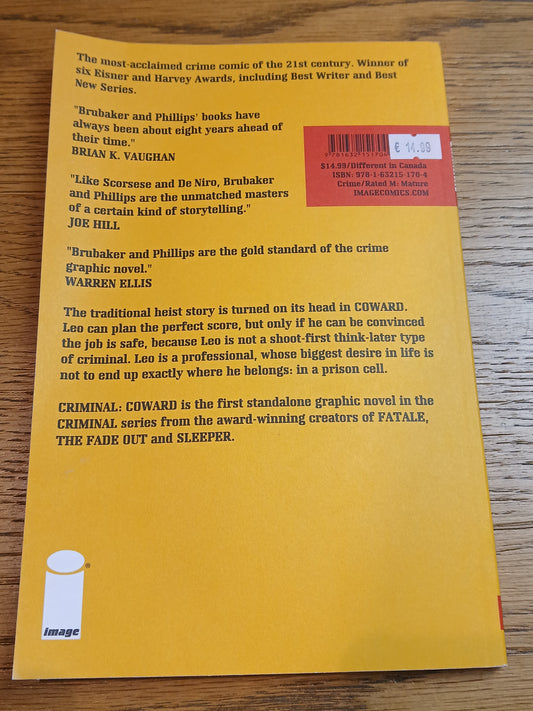 The most-acclaimed crime comic of the 21st century. Winner of
six Eisner and Harvey Awards, including Best Writer and Best
New Series.
"Brubaker and Phillips' books have
always been about eight years ahead of
their time."
BRIAN K. VAUGHAN
"Like Scorsese and De Niro, Brubaker
and Phillips are the unmatched masters
of a certain kind of storytelling."
JOE HILL
"Brubaker and Phillips are the gold standard of the crime
graphic novel."
WARREN ELLIS
The traditional heist story is turned on its head in COWARD.
Leo can plan the perfect score, but only if he can be convinced
the job is safe, because Leo is not a shoot-first think-later type
of criminal. Leo is a professional, whose biggest desire in life is
not to end up exactly where he belongs: in a prison cell.
CRIMINAL: COWARD is the first standalone graphic novel in the
CRIMINAL series from the award-winning creators of FATALE,
THE FADE OUT and SLEEPER.
€ 14.99
$14.99/Different in Canada
ISBN: 978-1-63215-170-4
Crime/Rated M: Mature
IMAGECOMICS.COM
image
®